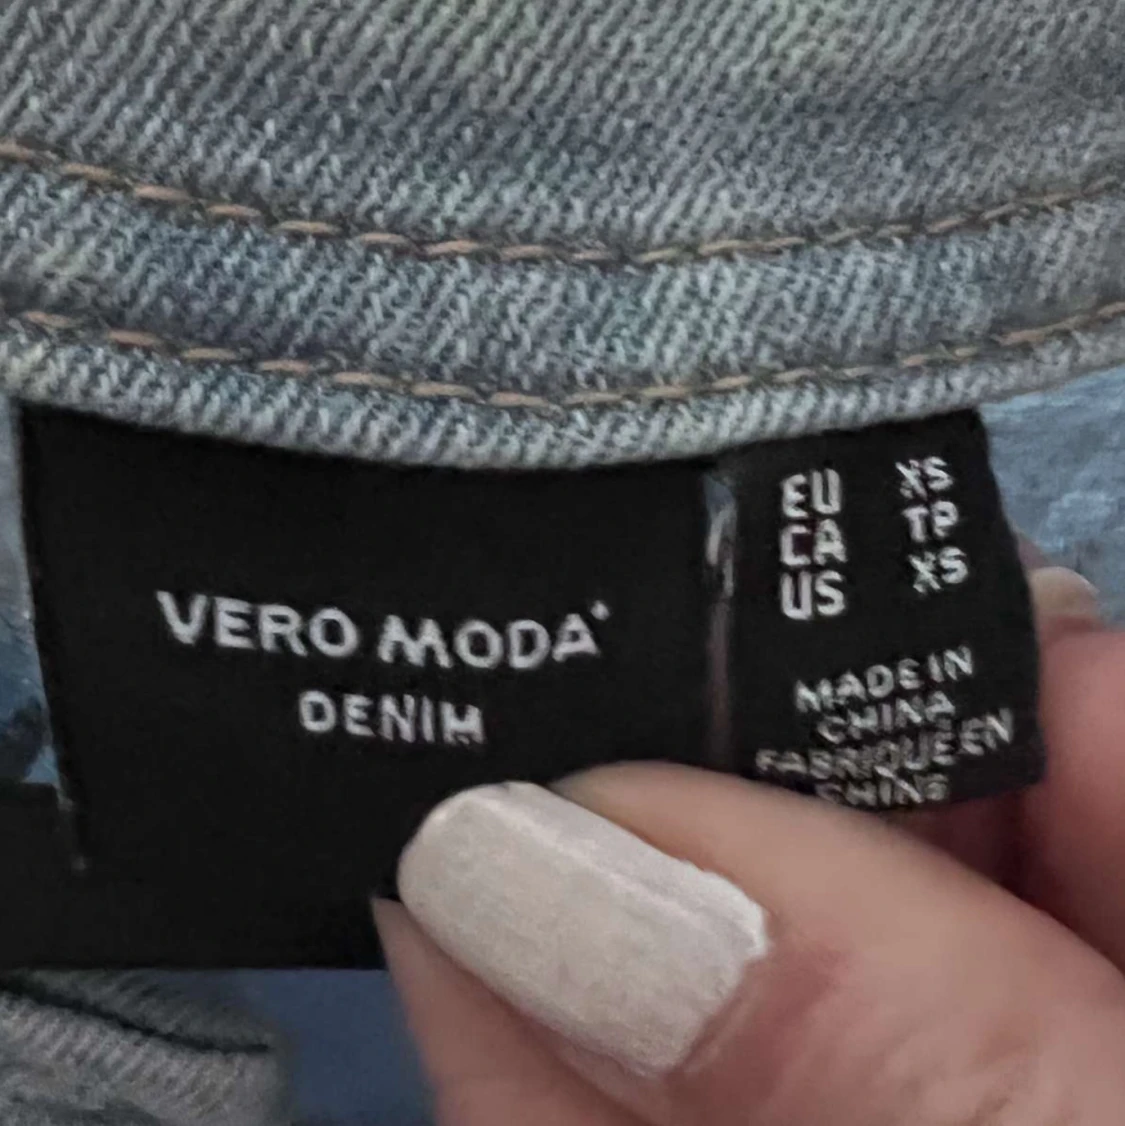 VERO MODA
DENIM
EU XS
CA TP
US XS
MADE IN
CHINA
FABRIQUE EN
CHINE